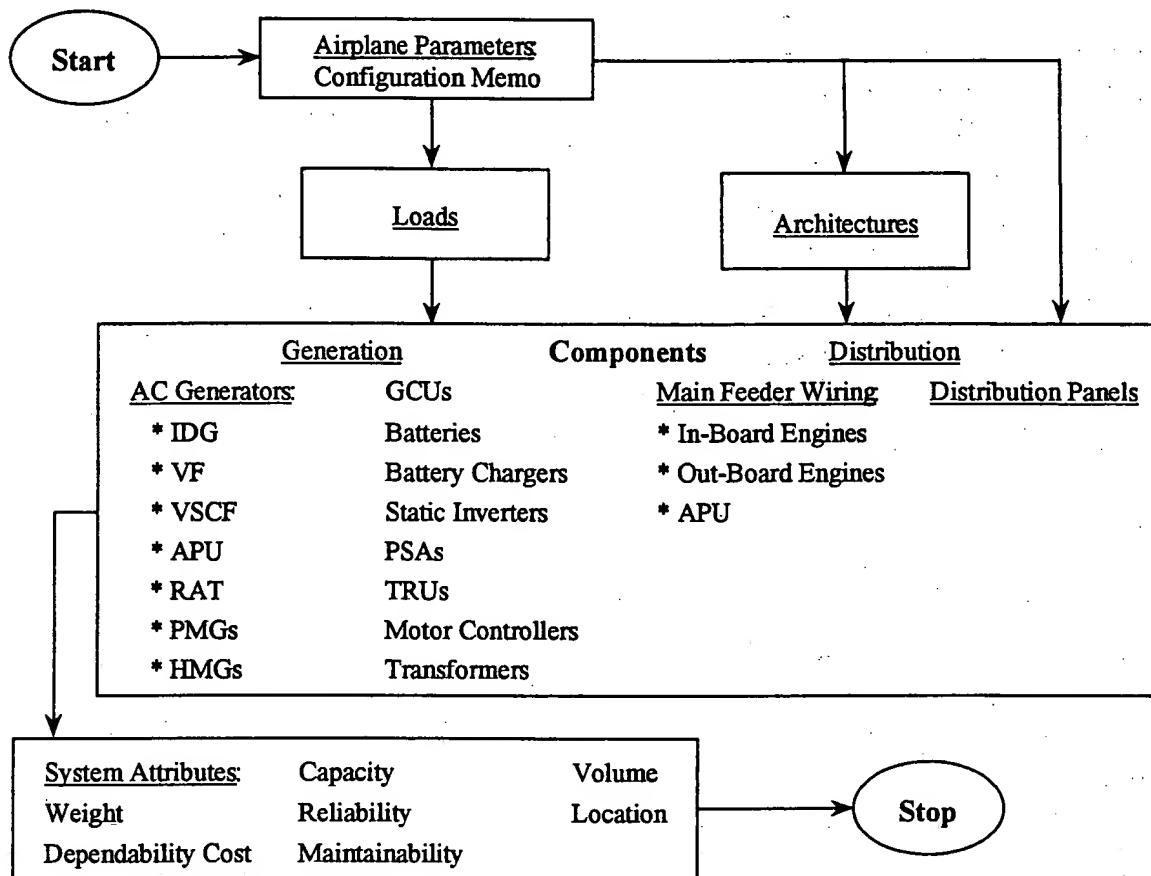 Start
Airplane Parameters:
Configuration Memo
Loads
Architectures
Generation Components Distribution
AC Generators: GCUs Main Feeder Wiring Distribution Panels
* IDG Batteries * In-Board Engines
* VF Battery Chargers * Out-Board Engines
* VSCF Static Inverters * APU
* APU PSAs
* RAT TRUs
* PMGs Motor Controllers
* HMGs Transformers
System Attributes: Capacity Volume
Weight Reliability Location
Dependability Cost Maintainability
Stop